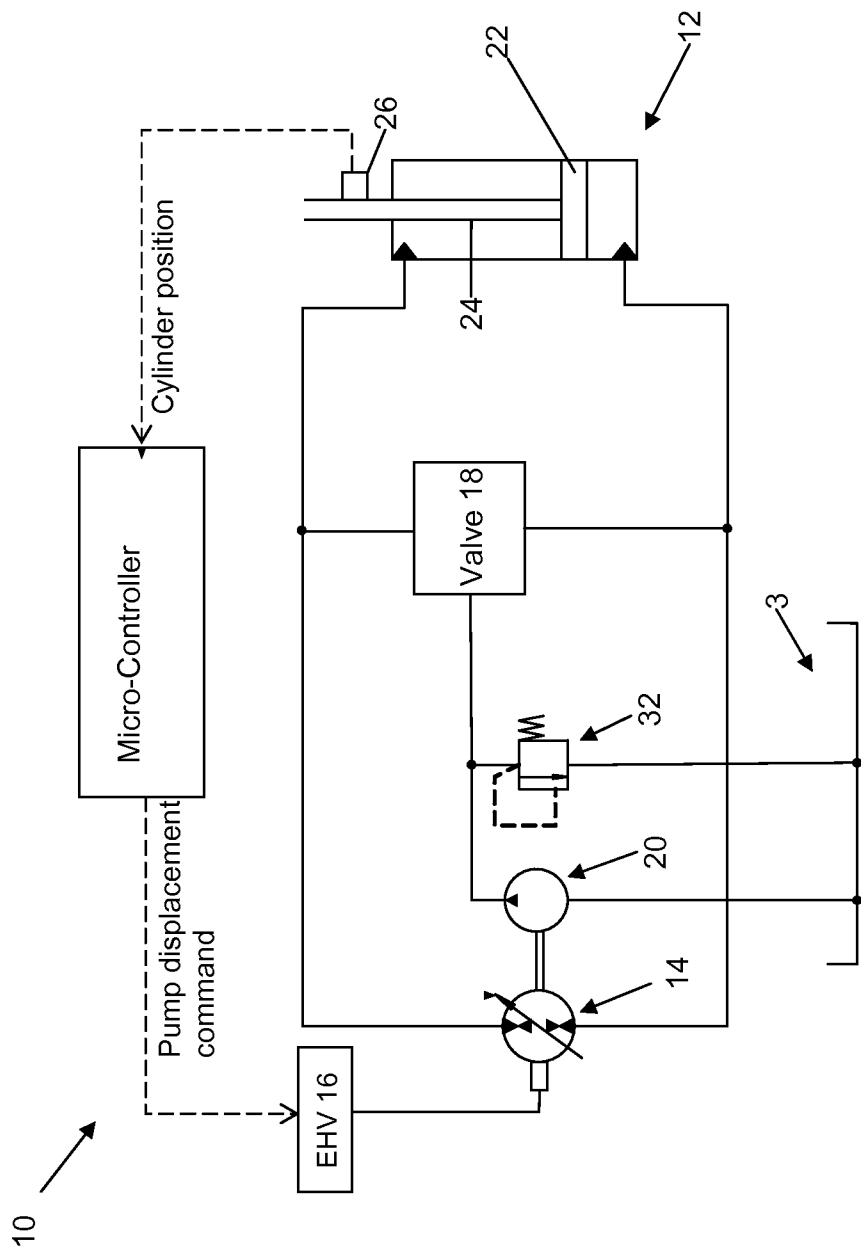 10
Micro-Controller
Pump displacement
command
Cylinder position
EHV 16
26
22
12
24
Valve 18
32
20
14
3